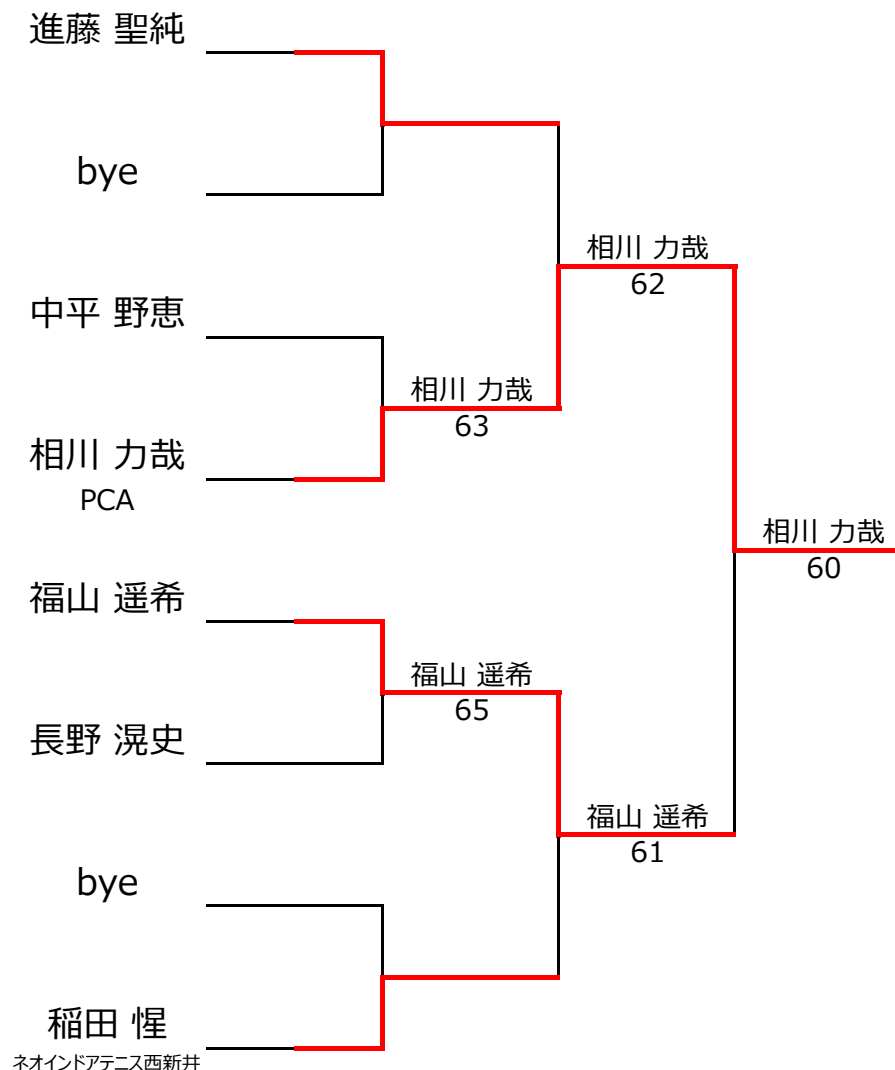 進藤 聖純
bye
中平 野恵
相川 力哉
PCA
福山 遥希
長野 滉史
bye
稲田 惺
ネオインドアテニス西新井
相川 力哉
63
福山 遥希
65
相川 力哉
62
福山 遥希
61
相川 力哉
60